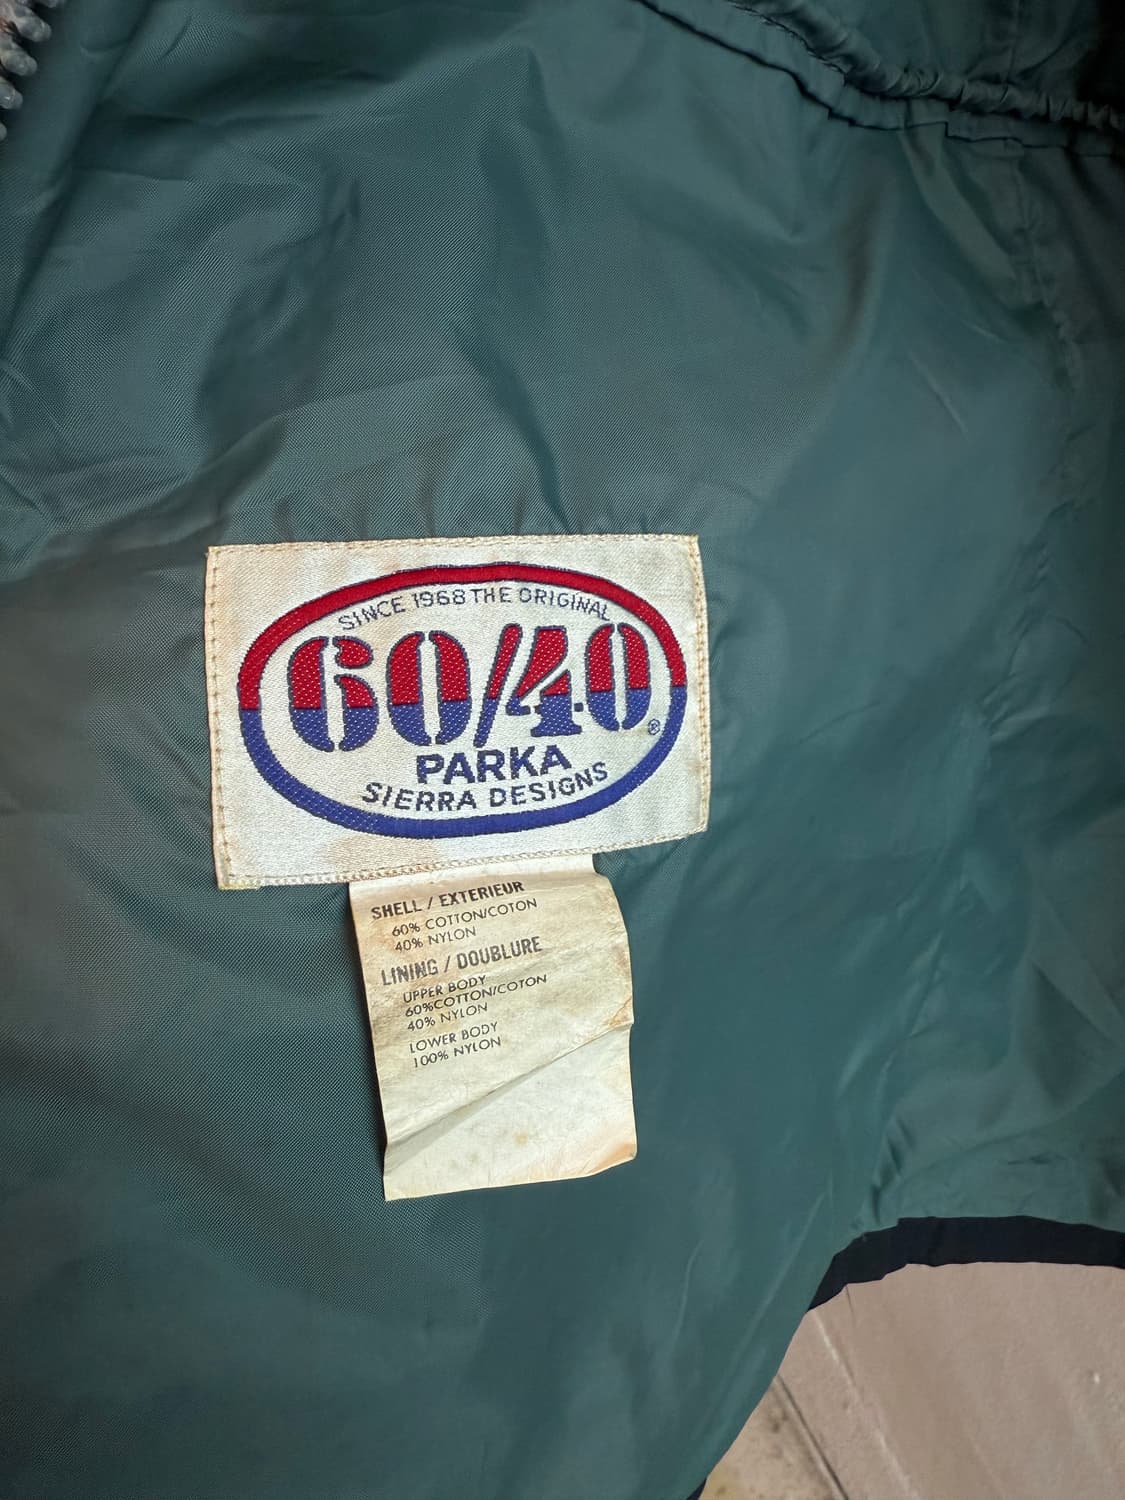 SINCE 1968 THE ORIGINAL
60/40
®
PARKA
SIERRA DESIGNS
SHELL / EXTERIEUR
60% COTTON/COTON
40% NYLON
LINING / DOUBLURE
UPPER BODY
60%COTTON/COTON
40% NYLON
LOWER BODY
100% NYLON